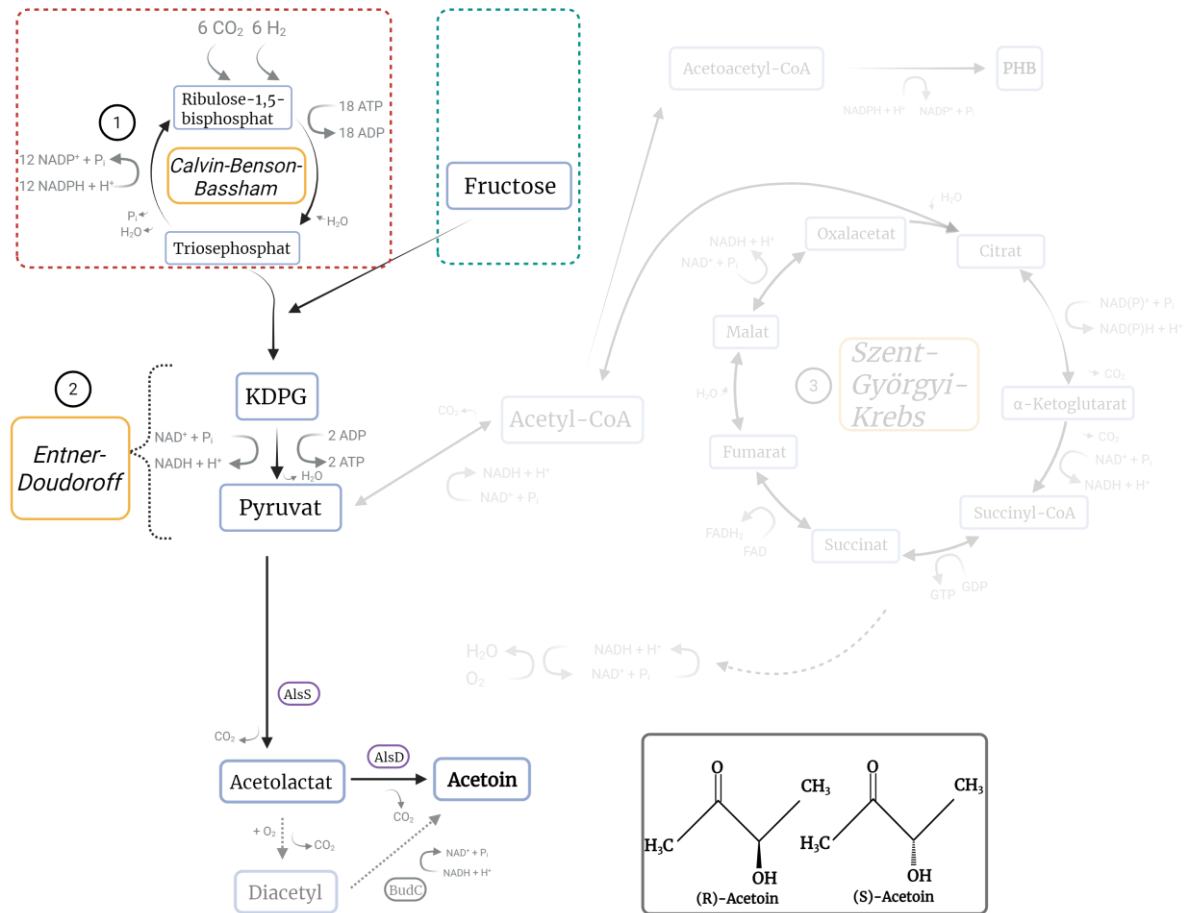 6 CO₂ 6 H₂
Ribulose-1,5-
bisphosphat
18 ATP
18 ADP
1
12 NADP⁺ + Pᵢ
12 NADPH + H⁺
Calvin-Benson-
Bassham
Pᵢ
H₂O
H₂O
Triosephosphat
Fructose
Acetoacetyl-CoA
PHB
NADPH + H⁺
NADP⁺ + Pᵢ
Oxalacetat
H₂O
Citrat
NADH + H⁺
NAD⁺ + Pᵢ
Malat
NAD(P)⁺ + Pᵢ
NAD(P)H + H⁺
3
Szent-
Györgyi-
Krebs
H₂O
CO₂
α-Ketoglutarat
CO₂
NAD⁺ + Pᵢ
NADH + H⁺
Fumarat
Succinyl-CoA
FADH₂
FAD
Succinat
GTP
GDP
2
KDPG
Entner-
Doudoroff
NAD⁺ + Pᵢ
NADH + H⁺
2 ADP
2 ATP
H₂O
Pyruvat
CO₂
Acetyl-CoA
NADH + H⁺
NAD⁺ + Pᵢ
H₂O
O₂
NADH + H⁺
NAD⁺ + Pᵢ
AlsS
CO₂
Acetolactat
AlsD
CO₂
Acetoin
+ O₂
CO₂
Diacetyl
BudC
NAD⁺ + Pᵢ
NADH + H⁺
O
CH₃
H₃C
OH
(R)-Acetoin
O
CH₃
H₃C
OH
(S)-Acetoin